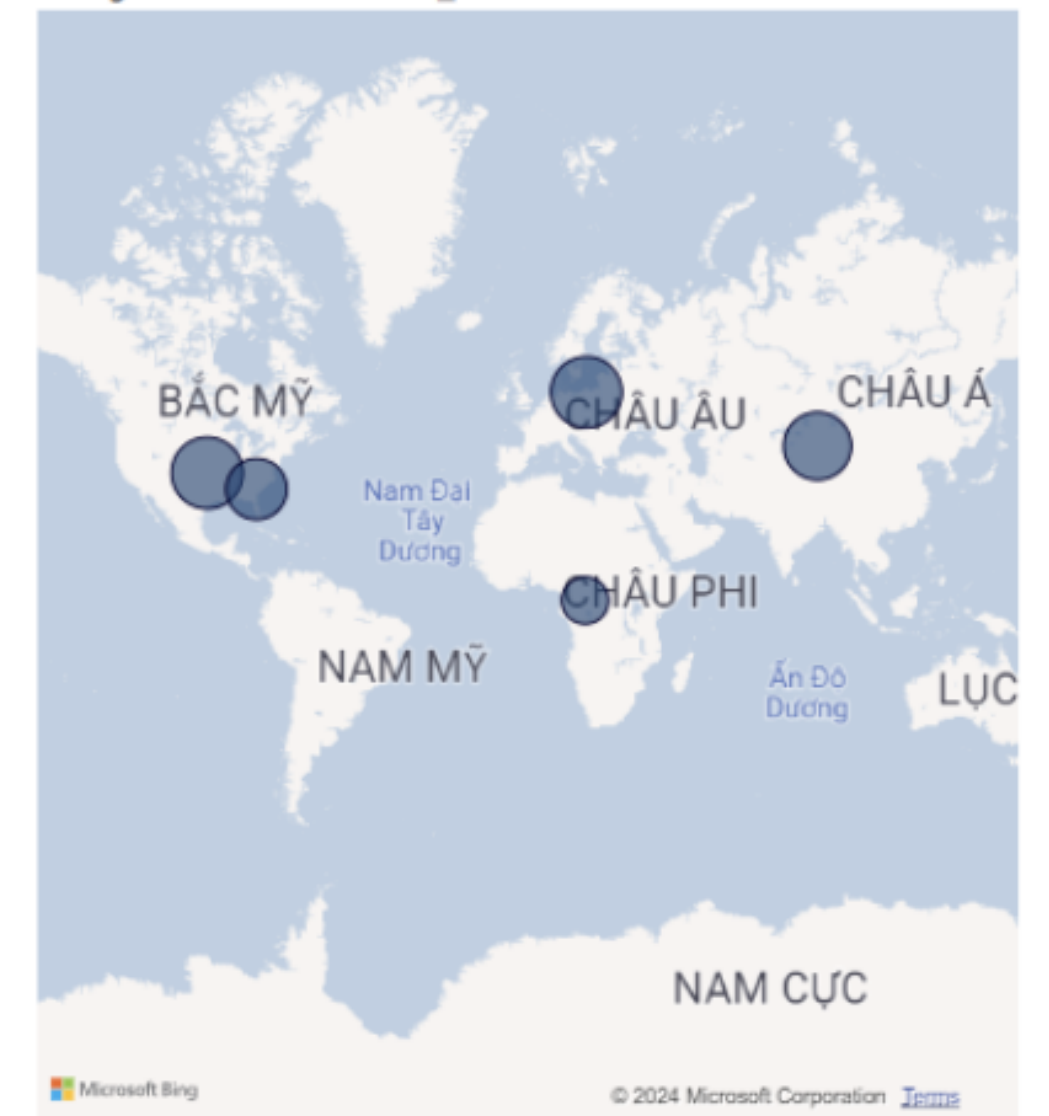 BẮC MỸ
CHÂU Á
CHÂU ÂU
Nam Đại
Tây
Dương
CHÂU PHI
NAM MỸ
Ấn Độ
Dương
LỤC
NAM CỰC
Microsoft Bing
© 2024 Microsoft Corporation Terms